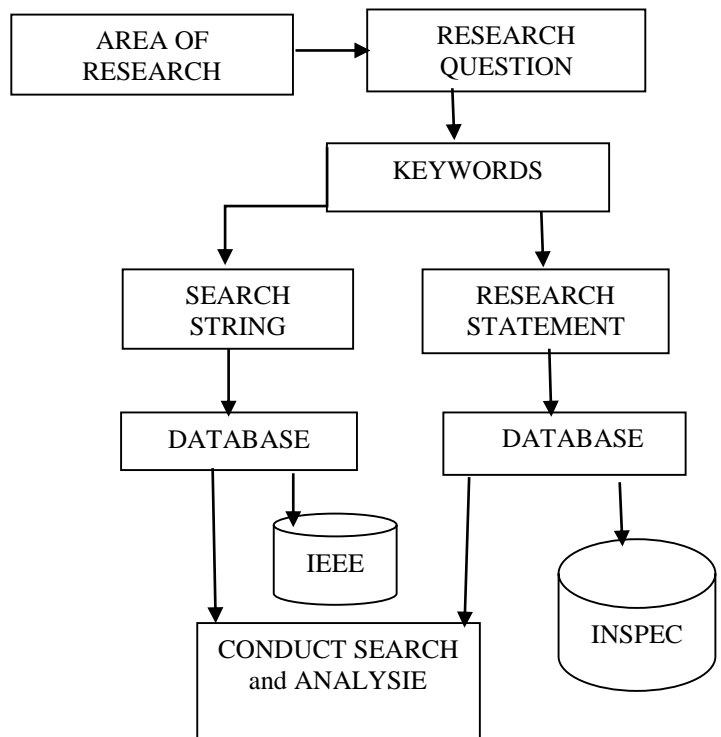 AREA OF
RESEARCH
RESEARCH
QUESTION
KEYWORDS
SEARCH
STRING
RESEARCH
STATEMENT
DATABASE
DATABASE
IEEE
INSPEC
CONDUCT SEARCH
and ANALYSIE